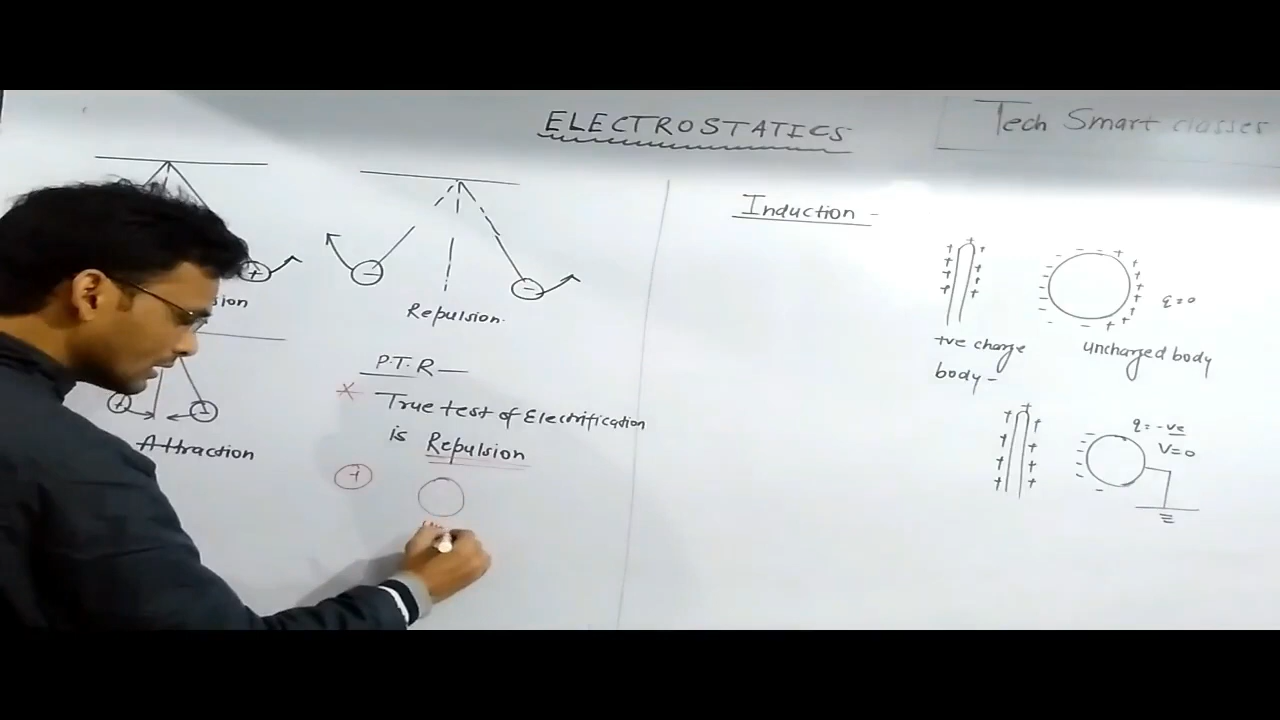 ELECTROSTATICS
Tech Smart classes
+
-
-
Repulsion.
+
-
Attraction
P.T.R —
* True test of Electrification
is Repulsion
+
Induction -
+ + + + + + + + +
- - - - - - - - + + + + + + + +
q = 0
+ve charge
body -
uncharged body
+ + + + + + + + +
- - - - - -
q = -ve
V = 0